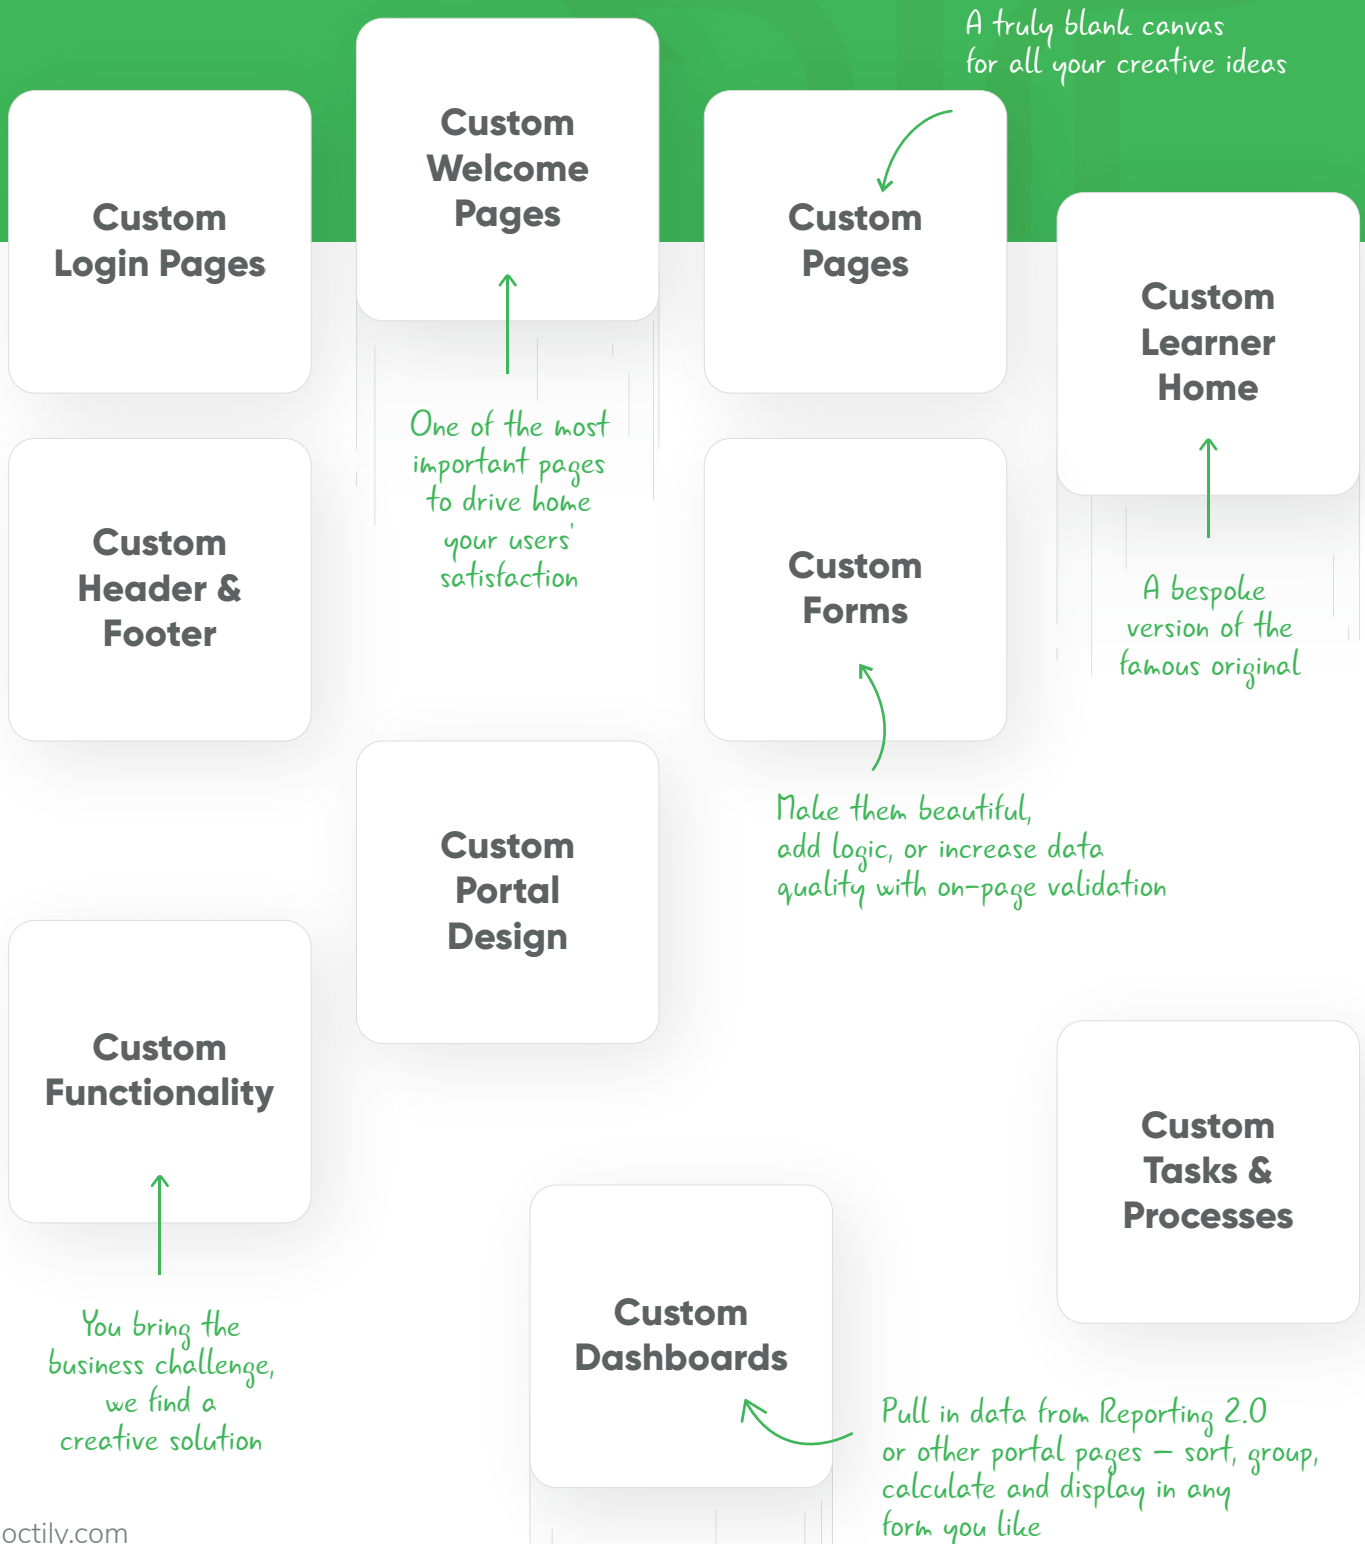 A truly blank canvas
for all your creative ideas
Custom
Login Pages
Custom
Welcome
Pages
Custom
Pages
Custom
Learner
Home
One of the most
important pages
to drive home
your users'
satisfaction
Custom
Header &
Footer
Custom
Forms
A bespoke
version of the
famous original
Make them beautiful,
add logic, or increase data
quality with on-page validation
Custom
Portal
Design
Custom
Functionality
Custom
Tasks &
Processes
You bring the
business challenge,
we find a
creative solution
Custom
Dashboards
Pull in data from Reporting 2.0
or other portal pages – sort, group,
calculate and display in any
form you like
octily.com